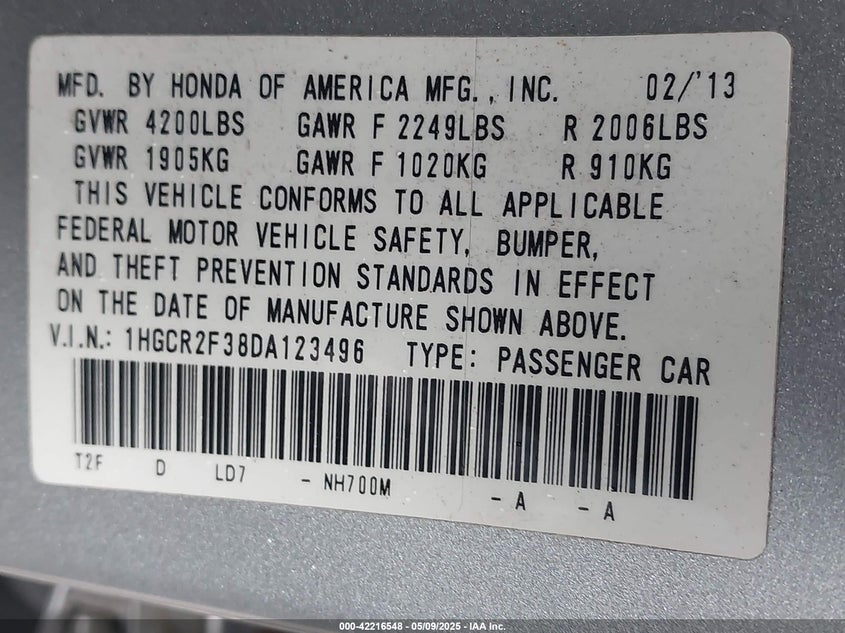 MFD. BY HONDA OF AMERICA MFG., INC. 02/'13
GVWR 4200LBS GAWR F 2249LBS R 2006LBS
GVWR 1905KG GAWR F 1020KG R 910KG
THIS VEHICLE CONFORMS TO ALL APPLICABLE
FEDERAL MOTOR VEHICLE SAFETY, BUMPER,
AND THEFT PREVENTION STANDARDS IN EFFECT
ON THE DATE OF MANUFACTURE SHOWN ABOVE.
V.I.N.: 1HGCR2F38DA123496 TYPE: PASSENGER CAR
T2F D LD7 - NH700M - A - A
000-42216548 - 05/09/2025 - IAA Inc.